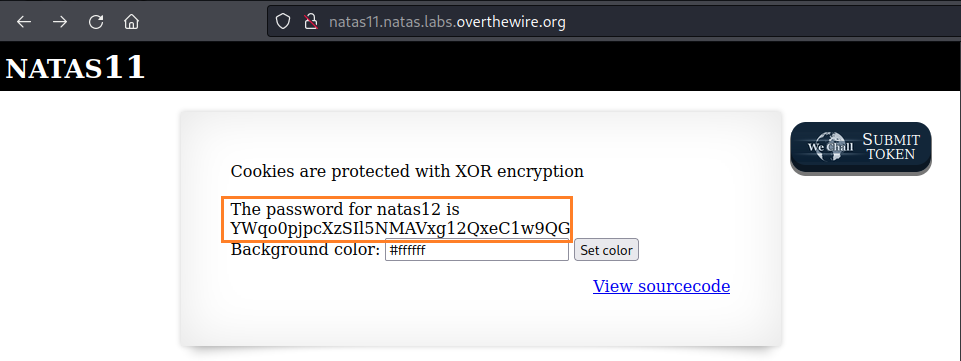 natas11.natas.labs.overthewire.org
NATAS11
We Chall
SUBMIT
TOKEN
Cookies are protected with XOR encryption
The password for natas12 is
YWqo0pjpcXzSIl5NMAVxg12QxeC1w9QG
Background color: #ffffff Set color
View sourcecode